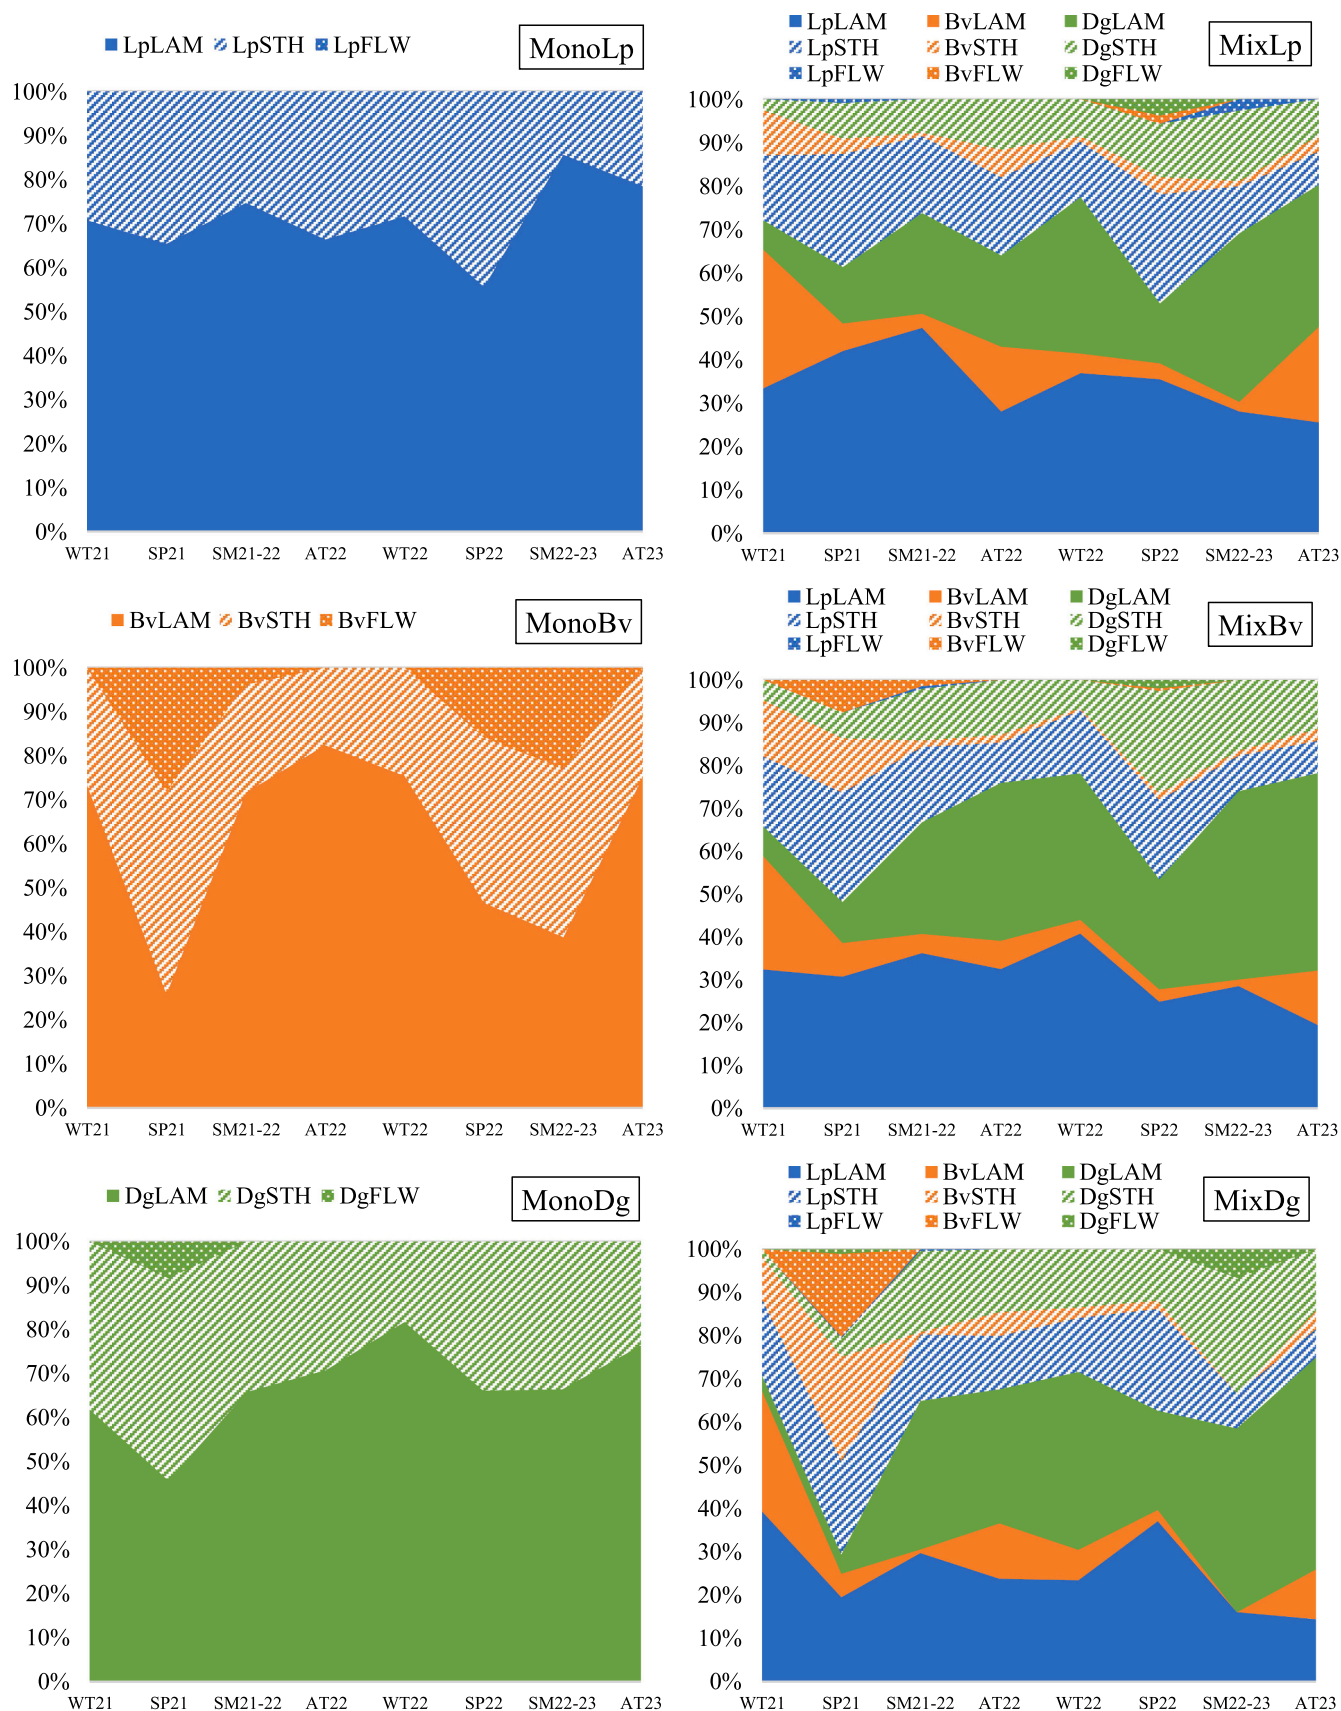 LpLAM LpSTH LpFLW
MonoLp
100%
90%
80%
70%
60%
50%
40%
30%
20%
10%
0%
WT21 SP21 SM21-22 AT22 WT22 SP22 SM22-23 AT23
LpLAM BvLAM DgLAM
LpSTH BvSTH DgSTH
LpFLW BvFLW DgFLW
MixLp
100%
90%
80%
70%
60%
50%
40%
30%
20%
10%
0%
WT21 SP21 SM21-22 AT22 WT22 SP22 SM22-23 AT23
BvLAM BvSTH BvFLW
MonoBv
100%
90%
80%
70%
60%
50%
40%
30%
20%
10%
0%
WT21 SP21 SM21-22 AT22 WT22 SP22 SM22-23 AT23
LpLAM BvLAM DgLAM
LpSTH BvSTH DgSTH
LpFLW BvFLW DgFLW
MixBv
100%
90%
80%
70%
60%
50%
40%
30%
20%
10%
0%
WT21 SP21 SM21-22 AT22 WT22 SP22 SM22-23 AT23
DgLAM DgSTH DgFLW
MonoDg
100%
90%
80%
70%
60%
50%
40%
30%
20%
10%
0%
WT21 SP21 SM21-22 AT22 WT22 SP22 SM22-23 AT23
LpLAM BvLAM DgLAM
LpSTH BvSTH DgSTH
LpFLW BvFLW DgFLW
MixDg
100%
90%
80%
70%
60%
50%
40%
30%
20%
10%
0%
WT21 SP21 SM21-22 AT22 WT22 SP22 SM22-23 AT23